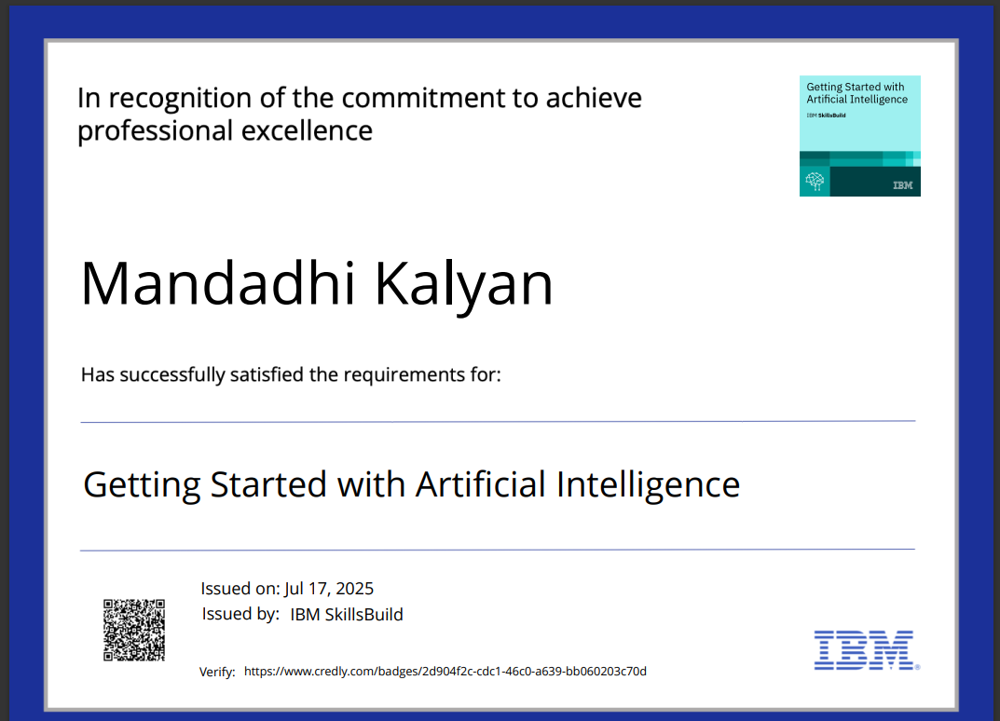 In recognition of the commitment to achieve
professional excellence
Getting Started with
Artificial Intelligence
IBM SkillsBuild
IBM
Mandadhi Kalyan
Has successfully satisfied the requirements for:
Getting Started with Artificial Intelligence
Issued on: Jul 17, 2025
Issued by: IBM SkillsBuild
Verify: https://www.credly.com/badges/2d904f2c-cdc1-46c0-a639-bb060203c70d
IBM®